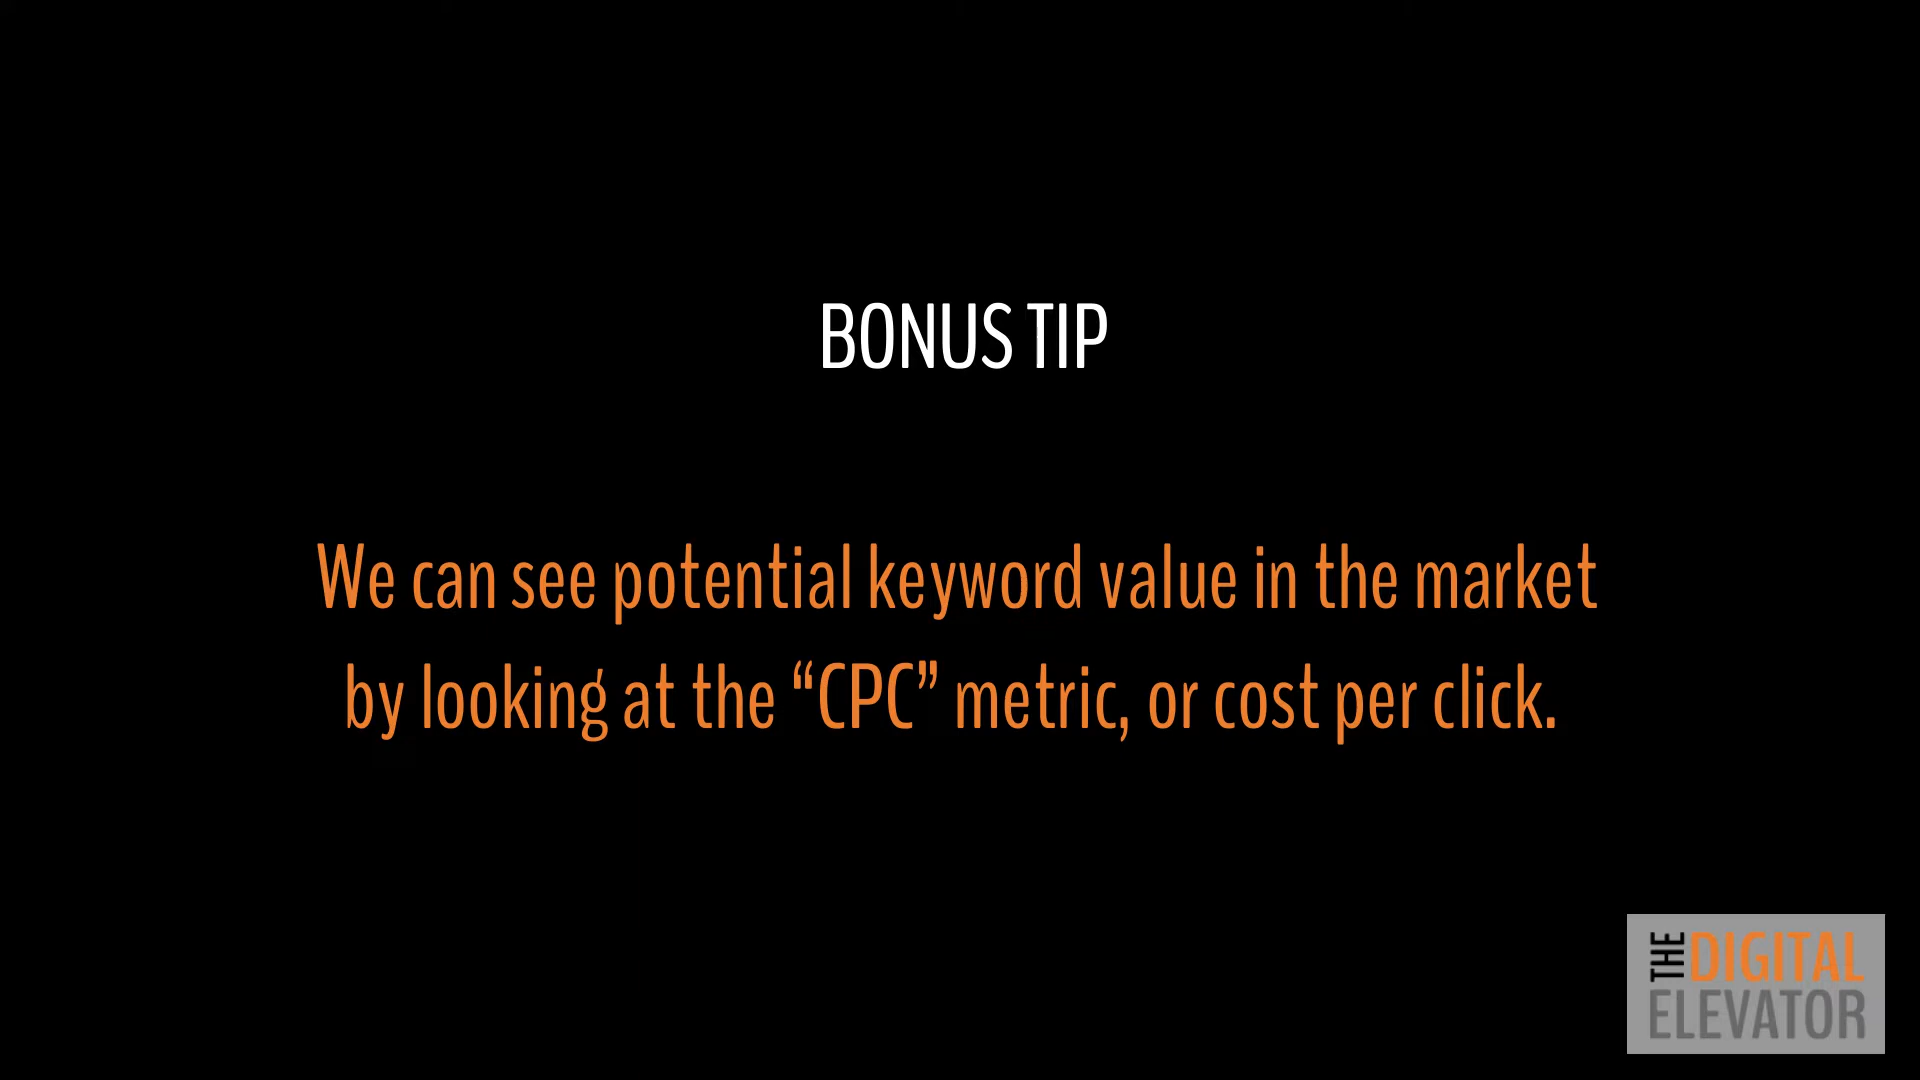 BONUS TIP
We can see potential keyword value in the market
by looking at the “CPC” metric, or cost per click.
THE DIGITAL
ELEVATOR